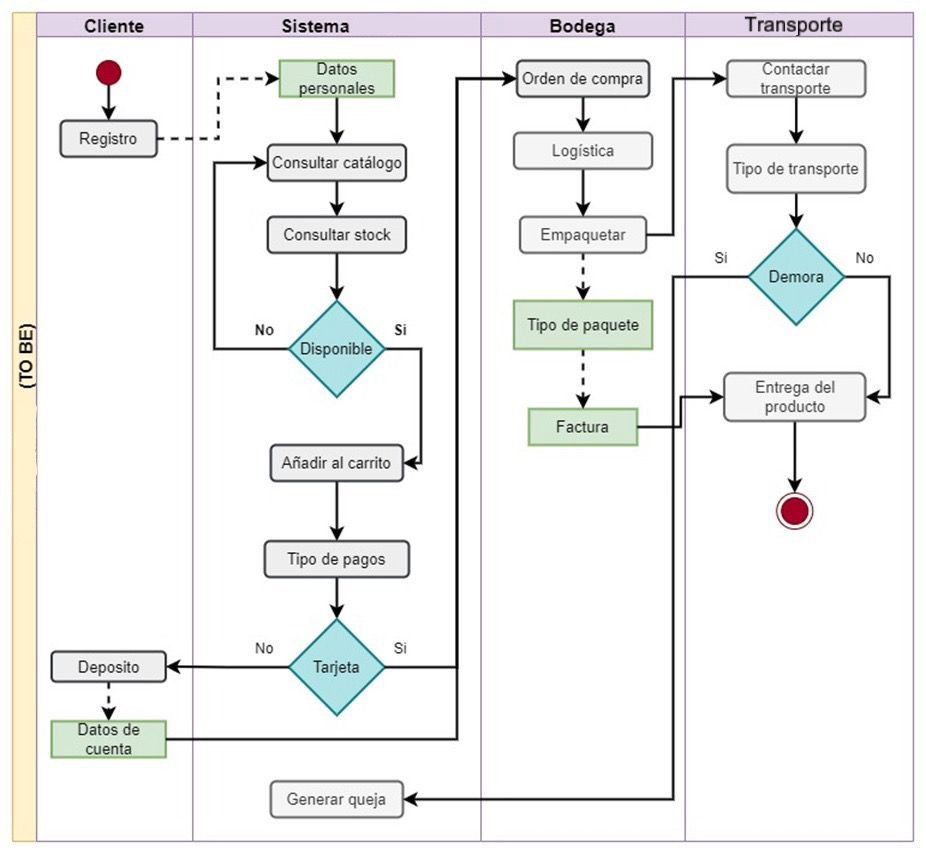 Cliente
Sistema
Bodega
Transporte
(TO BE)
Registro
Deposito
Datos de
cuenta
Datos
personales
Consultar catálogo
Consultar stock
No
Si
Disponible
Añadir al carrito
Tipo de pagos
No
Si
Tarjeta
Generar queja
Orden de compra
Logística
Empaquetar
Tipo de paquete
Factura
Contactar
transporte
Tipo de transporte
Si
No
Demora
Entrega del
producto